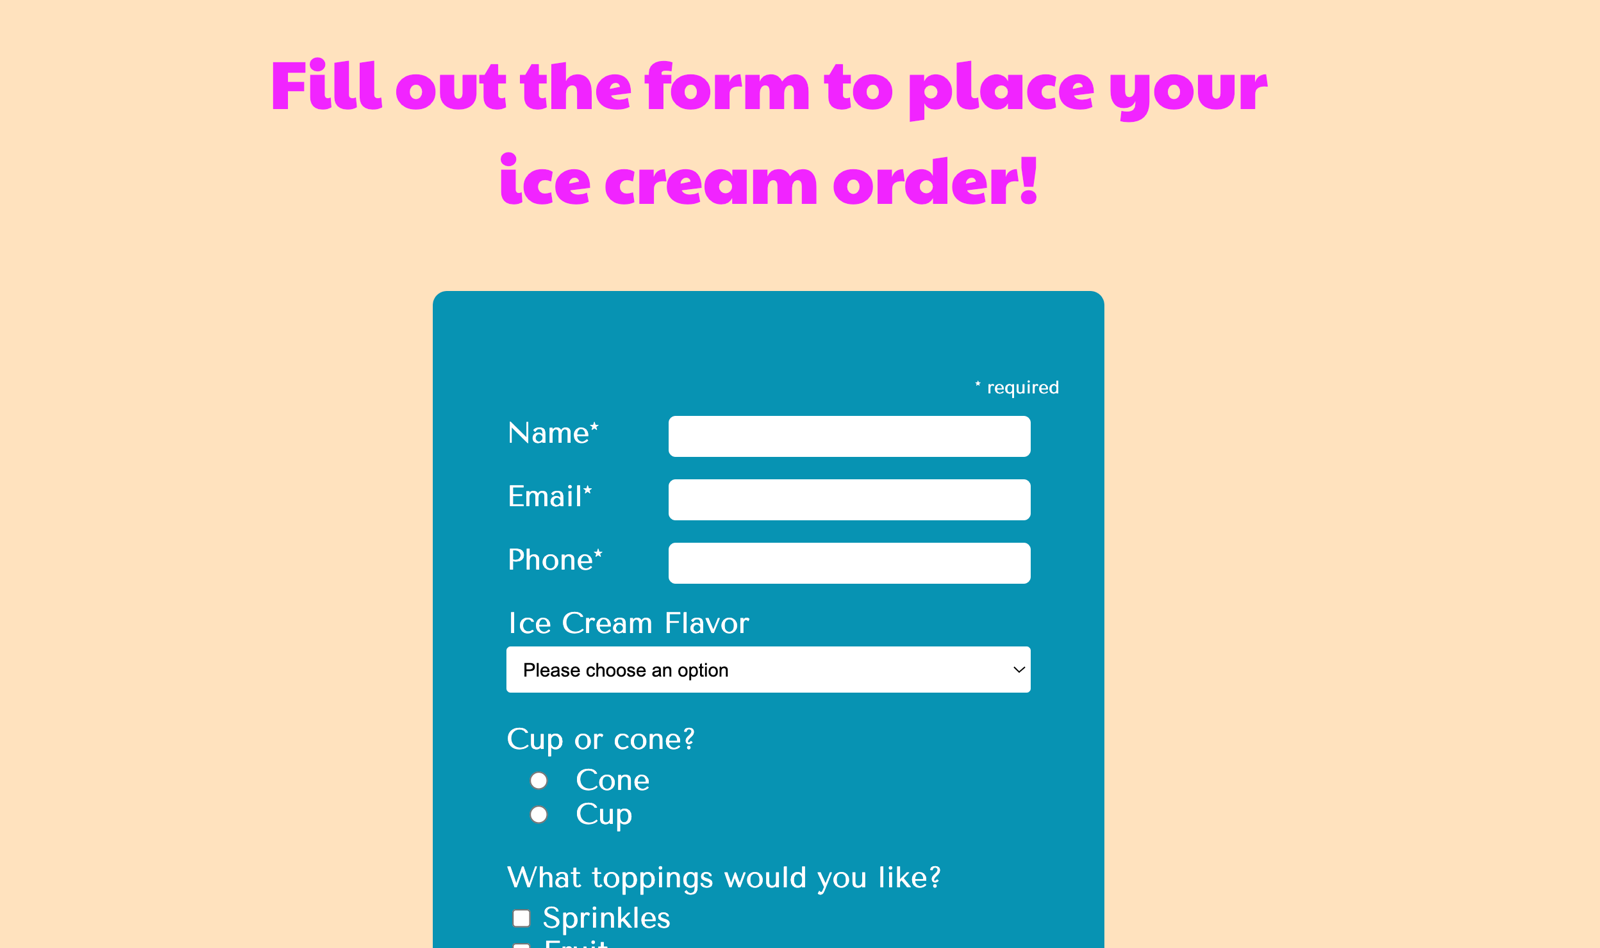 Fill out the form to place your
ice cream order!
* required
Name*
Email*
Phone*
Ice Cream Flavor
Please choose an option
Cup or cone?
Cone
Cup
What toppings would you like?
Sprinkles
Fruit